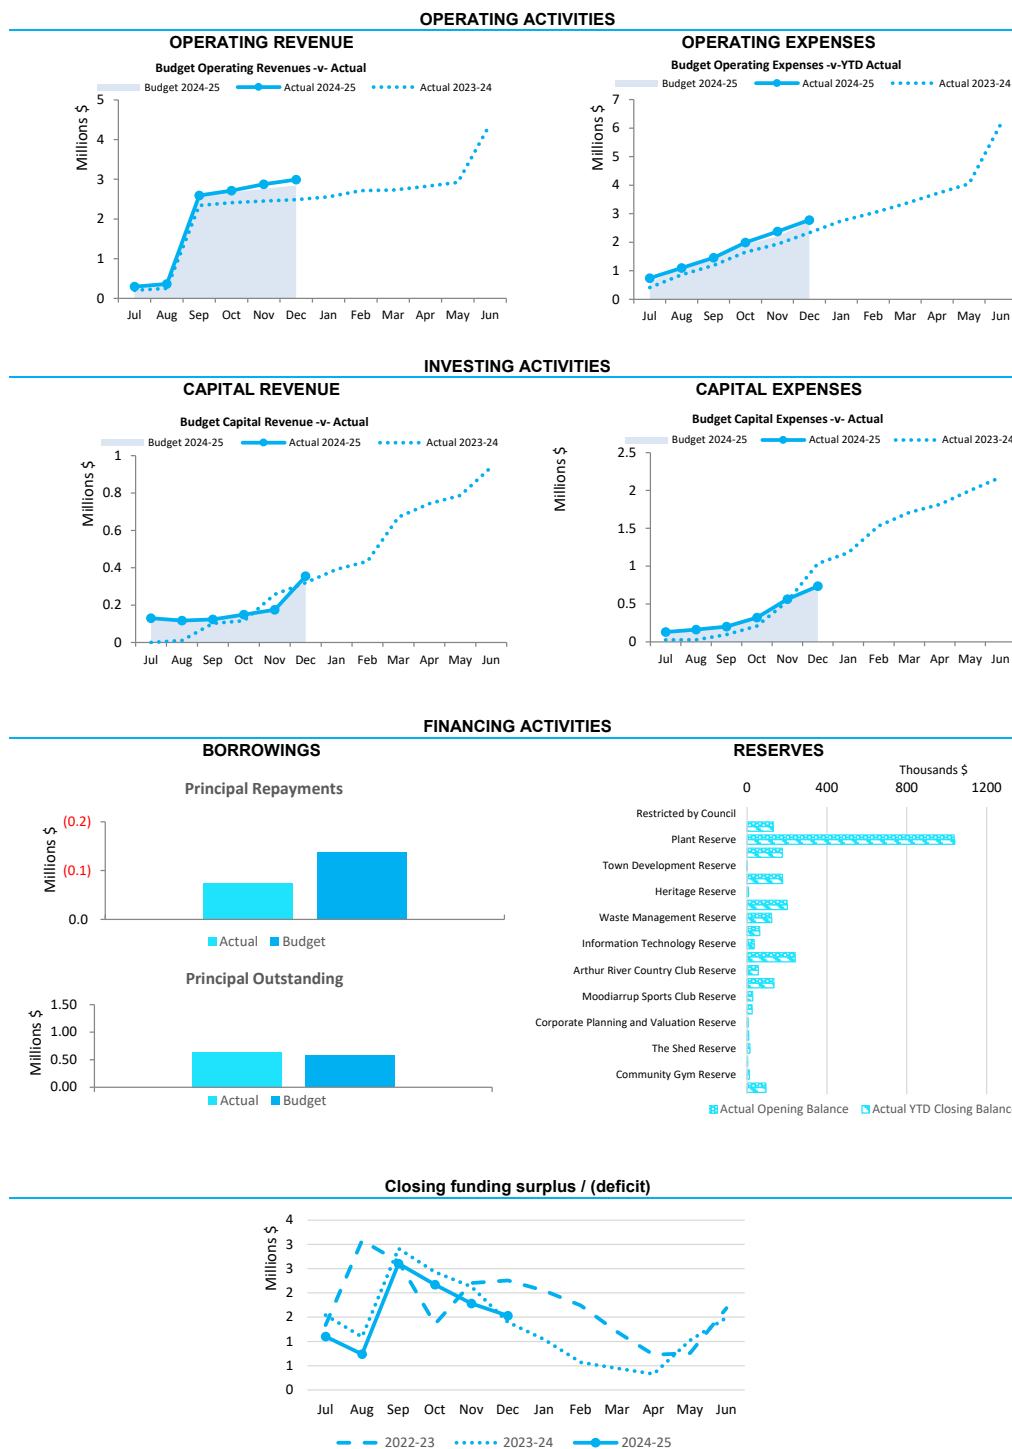 OPERATING ACTIVITIES
OPERATING REVENUE
Budget Operating Revenues -v- Actual
Budget 2024-25 Actual 2024-25 Actual 2023-24
Millions $
5
4
3
2
1
0
Jul Aug Sep Oct Nov Dec Jan Feb Mar Apr May Jun
OPERATING EXPENSES
Budget Operating Expenses -v-YTD Actual
Budget 2024-25 Actual 2024-25 Actual 2023-24
Millions $
7
6
5
4
3
2
1
0
Jul Aug Sep Oct Nov Dec Jan Feb Mar Apr May Jun
INVESTING ACTIVITIES
CAPITAL REVENUE
Budget Capital Revenue -v- Actual
Budget 2024-25 Actual 2024-25 Actual 2023-24
Millions $
1
0.8
0.6
0.4
0.2
0
Jul Aug Sep Oct Nov Dec Jan Feb Mar Apr May Jun
CAPITAL EXPENSES
Budget Capital Expenses -v- Actual
Budget 2024-25 Actual 2024-25 Actual 2023-24
Millions $
2.5
2
1.5
1
0.5
0
Jul Aug Sep Oct Nov Dec Jan Feb Mar Apr May Jun
FINANCING ACTIVITIES
BORROWINGS
Principal Repayments
Millions $
(0.2)
(0.1)
0.0
Actual Budget
Principal Outstanding
Millions $
1.50
1.00
0.50
0.00
Actual Budget
RESERVES
Thousands $
0 400 800 1200
Restricted by Council
Plant Reserve
Town Development Reserve
Heritage Reserve
Waste Management Reserve
Information Technology Reserve
Arthur River Country Club Reserve
Moodiarrup Sports Club Reserve
Corporate Planning and Valuation Reserve
The Shed Reserve
Community Gym Reserve
Actual Opening Balance Actual YTD Closing Balanc
Closing funding surplus / (deficit)
Millions $
4
3
3
2
2
1
1
0
Jul Aug Sep Oct Nov Dec Jan Feb Mar Apr May Jun
2022-23 2023-24 2024-25